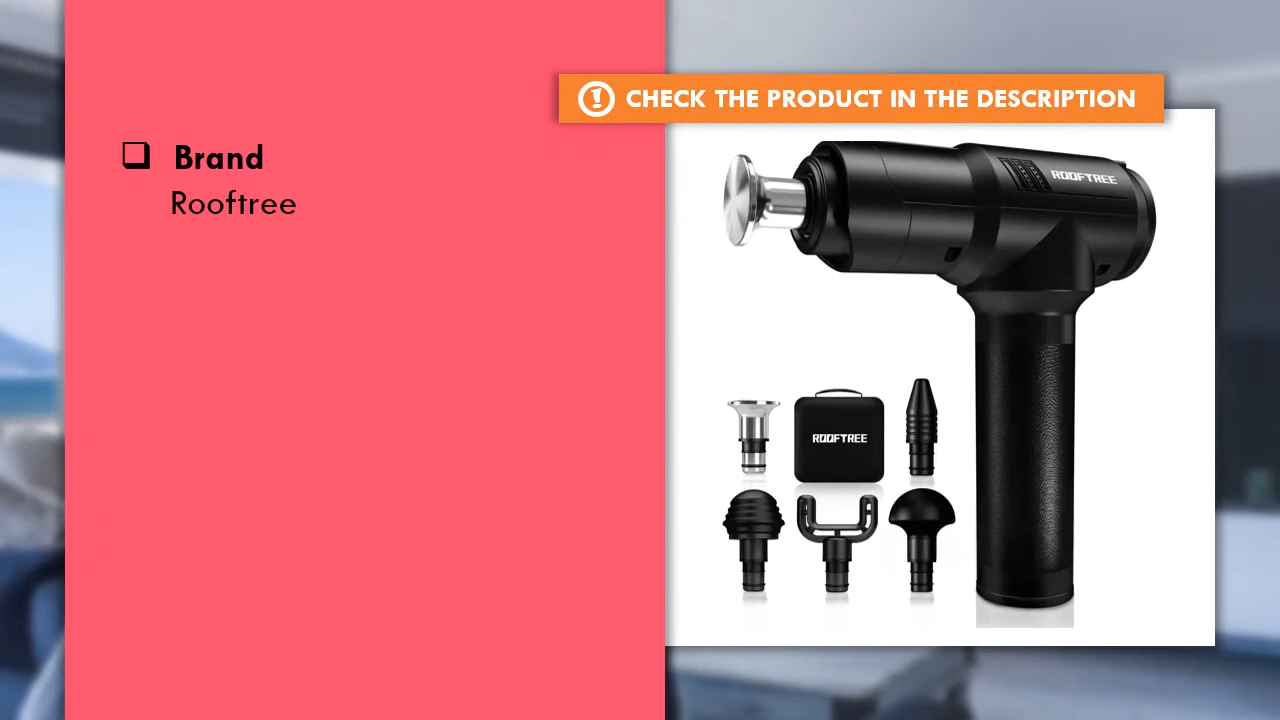 CHECK THE PRODUCT IN THE DESCRIPTION
Brand
Rooftree
ROOFTREE
ROOFTREE